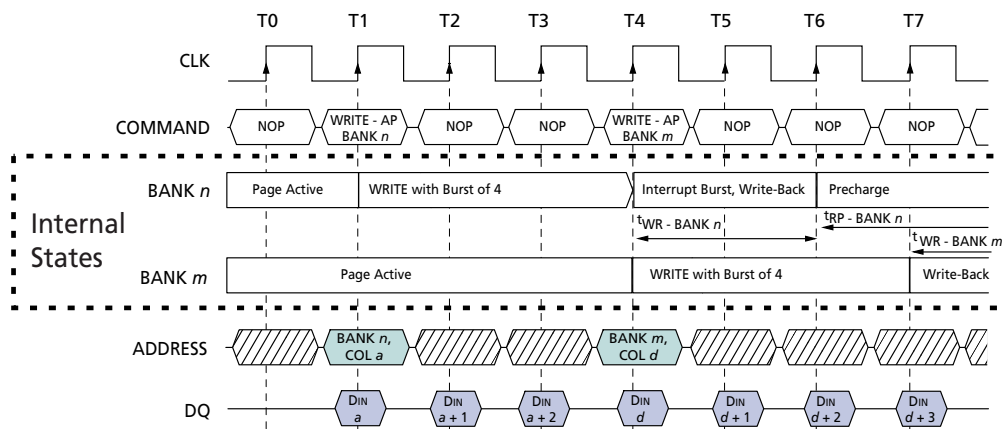 T0 T1 T2 T3 T4 T5 T6 T7
CLK
COMMAND NOP WRITE - AP BANK n NOP NOP WRITE - AP BANK m NOP NOP NOP
Internal States
BANK n Page Active WRITE with Burst of 4 Interrupt Burst, Write-Back Precharge
tWR - BANK n tRP - BANK n
t WR - BANK m
BANK m Page Active WRITE with Burst of 4 Write-Back
ADDRESS BANK n, COL a BANK m, COL d
DQ DIN a DIN a + 1 DIN a + 2 DIN d DIN d + 1 DIN d + 2 DIN d + 3